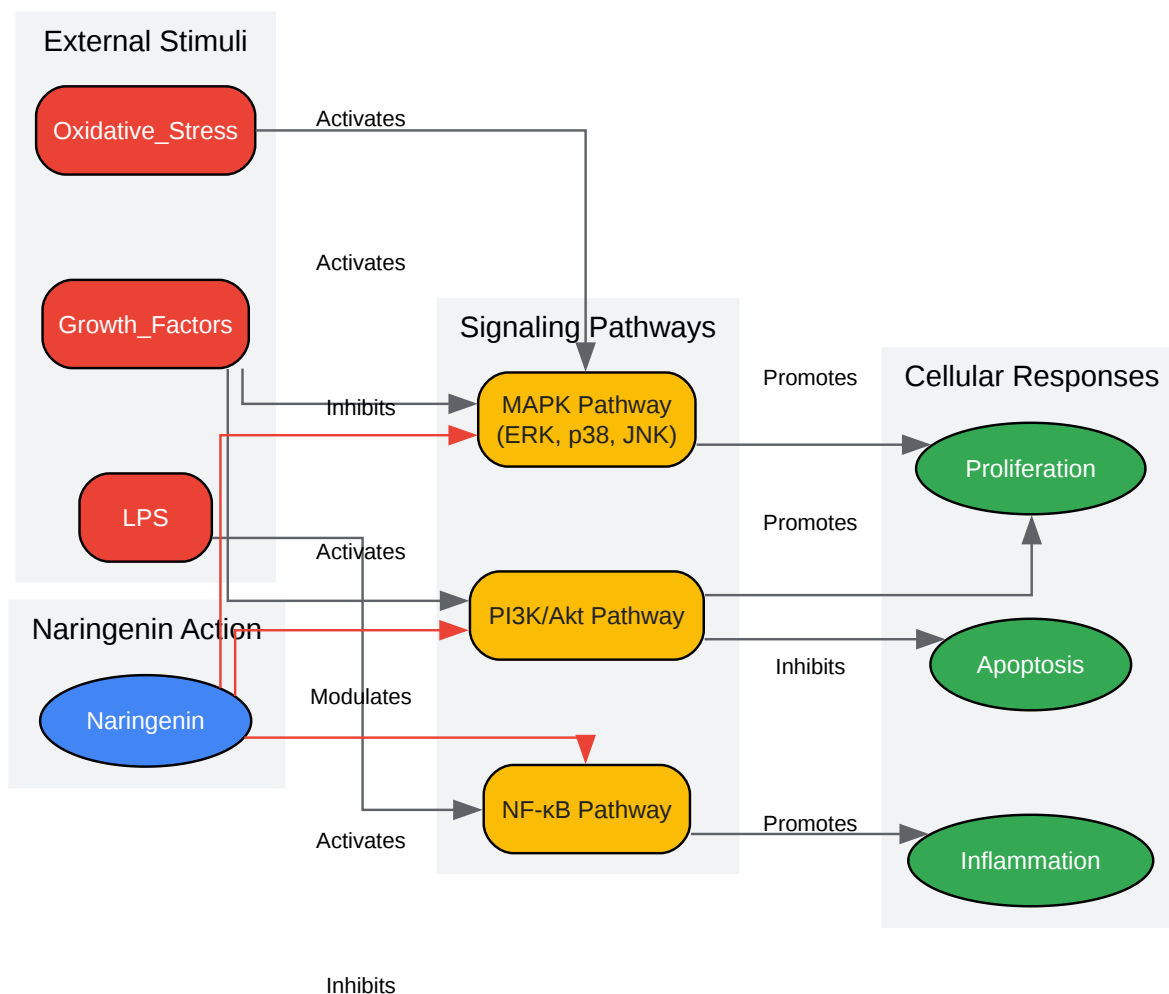 External Stimuli
Oxidative_Stress
Growth_Factors
LPS
Naringenin Action
Naringenin
Activates
Activates
Inhibits
Activates
Modulates
Activates
Inhibits
Signaling Pathways
MAPK Pathway
(ERK, p38, JNK)
PI3K/Akt Pathway
NF-κB Pathway
Promotes
Promotes
Inhibits
Promotes
Cellular Responses
Proliferation
Apoptosis
Inflammation